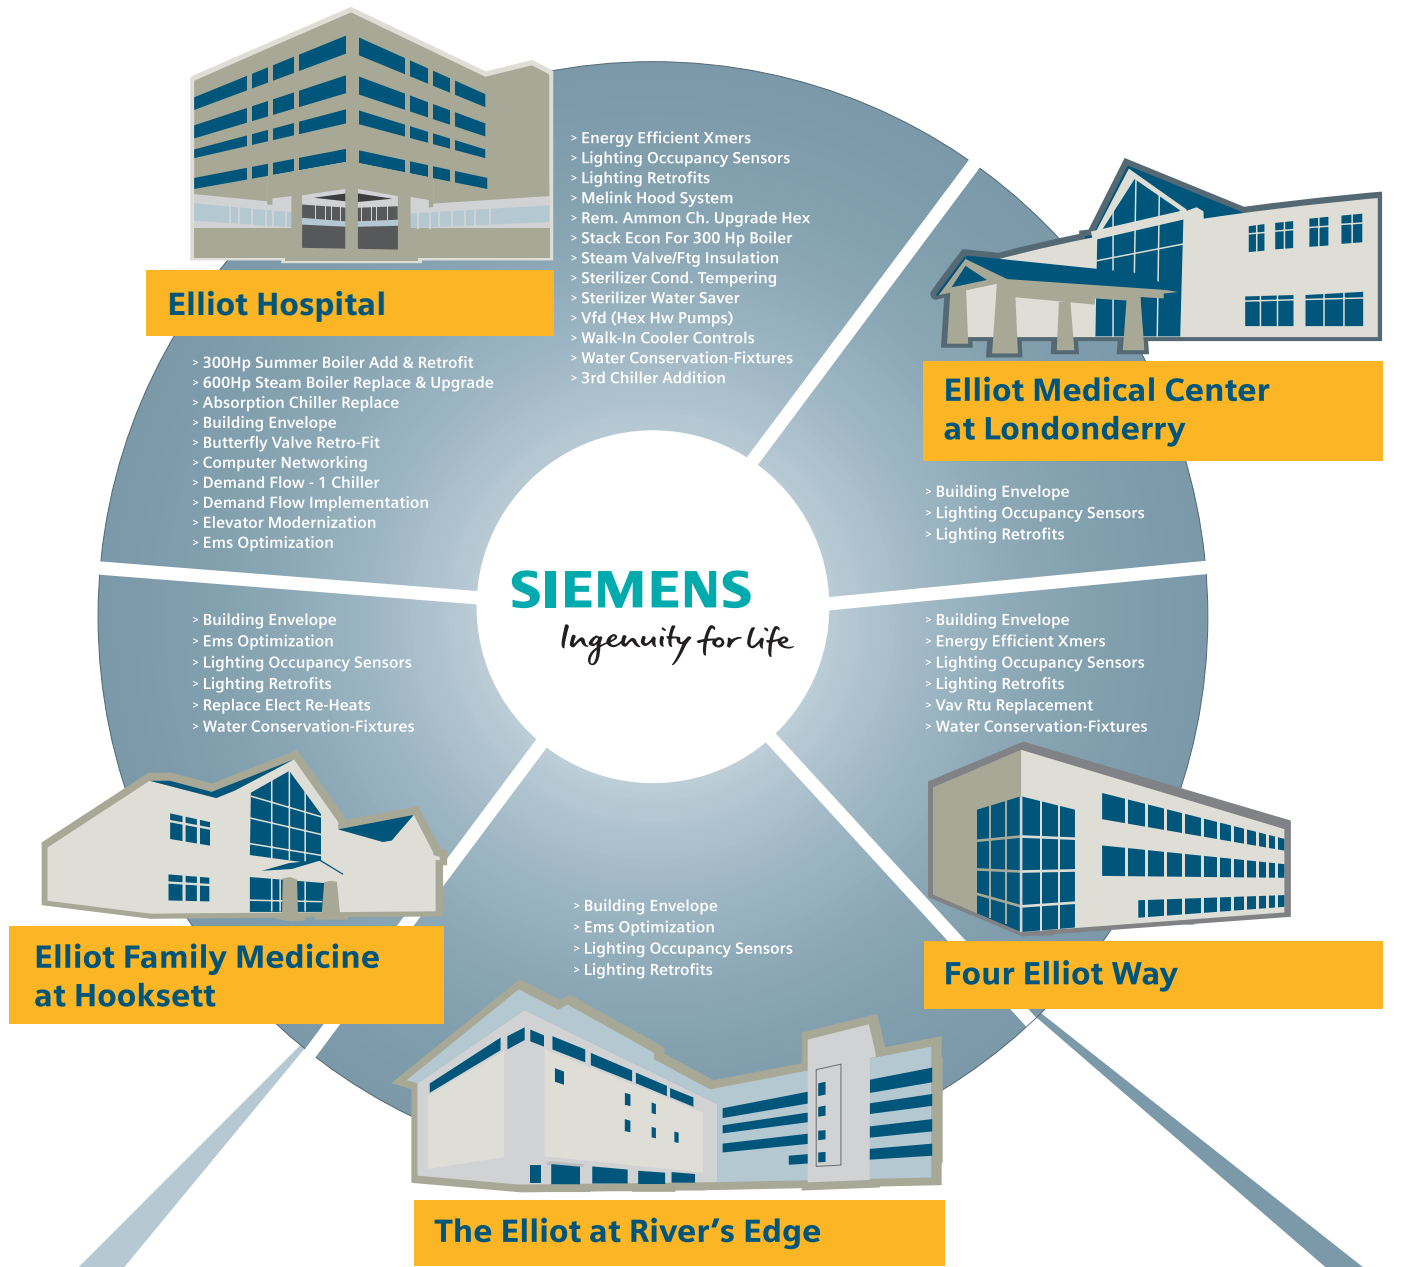 Elliot Hospital
> 300Hp Summer Boiler Add & Retrofit
> 600Hp Steam Boiler Replace & Upgrade
> Absorption Chiller Replace
> Building Envelope
> Butterfly Valve Retro-Fit
> Computer Networking
> Demand Flow - 1 Chiller
> Demand Flow Implementation
> Elevator Modernization
> Ems Optimization
> Energy Efficient Xmers
> Lighting Occupancy Sensors
> Lighting Retrofits
> Melink Hood System
> Rem. Ammon Ch. Upgrade Hex
> Stack Econ For 300 Hp Boiler
> Steam Valve/Ftg Insulation
> Sterilizer Cond. Tempering
> Sterilizer Water Saver
> Vfd (Hex Hw Pumps)
> Walk-In Cooler Controls
> Water Conservation-Fixtures
> 3rd Chiller Addition
Elliot Medical Center
at Londonderry
> Building Envelope
> Lighting Occupancy Sensors
> Lighting Retrofits
SIEMENS
Ingenuity for life
> Building Envelope
> Ems Optimization
> Lighting Occupancy Sensors
> Lighting Retrofits
> Replace Elect Re-Heats
> Water Conservation-Fixtures
Elliot Family Medicine
at Hooksett
> Building Envelope
> Energy Efficient Xmers
> Lighting Occupancy Sensors
> Lighting Retrofits
> Vav Rtu Replacement
> Water Conservation-Fixtures
Four Elliot Way
> Building Envelope
> Ems Optimization
> Lighting Occupancy Sensors
> Lighting Retrofits
The Elliot at River’s Edge